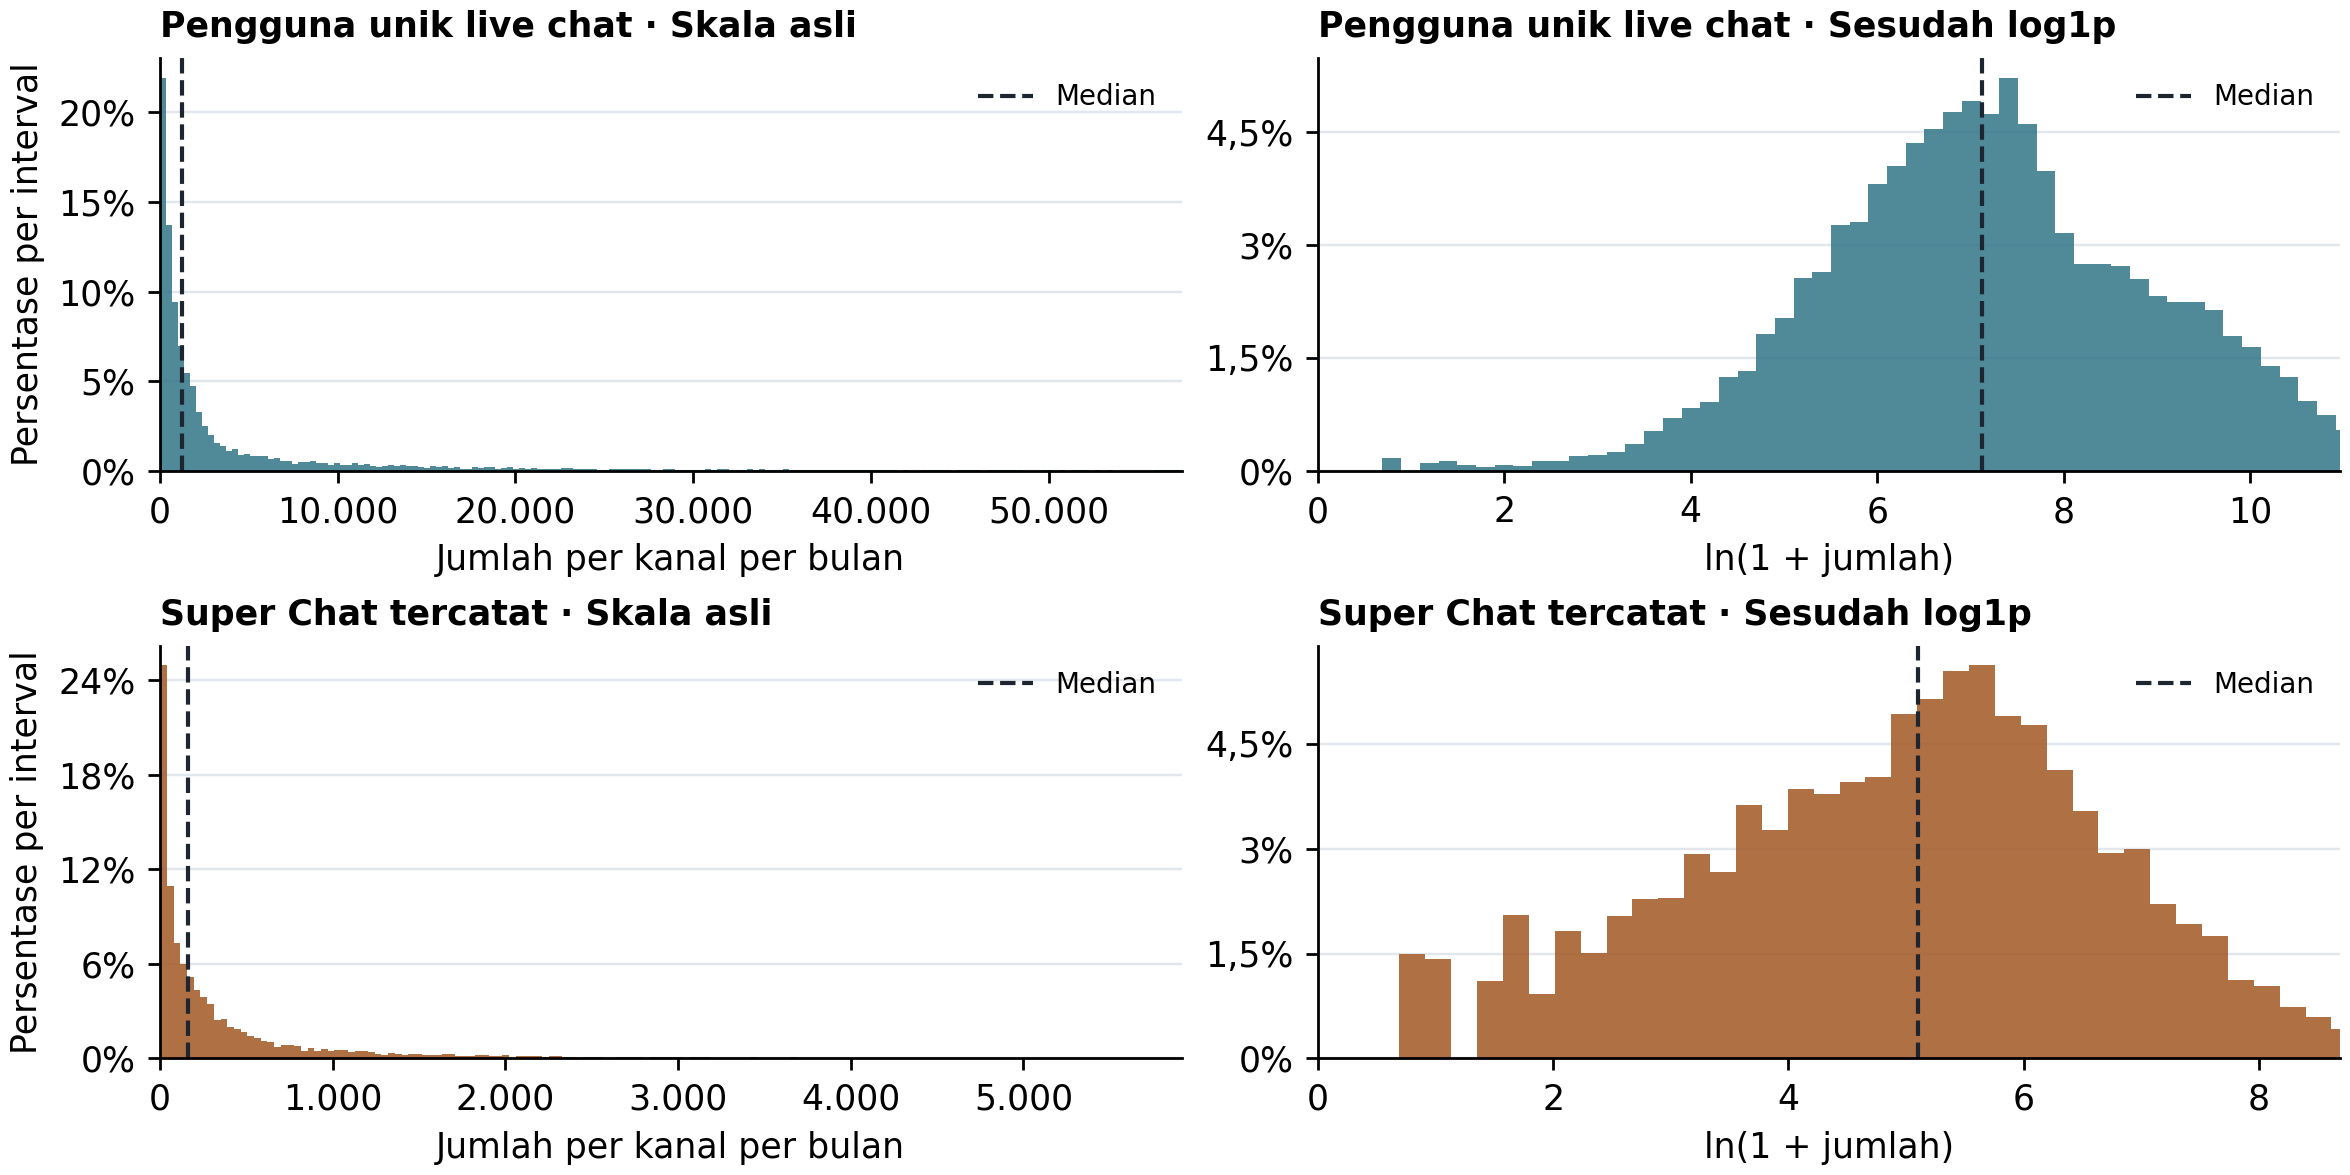 Pengguna unik live chat · Skala asli
Persentase per interval
20%
15%
10%
5%
0%
Median
0 10.000 20.000 30.000 40.000 50.000
Jumlah per kanal per bulan
Pengguna unik live chat · Sesudah log1p
4,5%
3%
1,5%
0%
Median
0 2 4 6 8 10
ln(1 + jumlah)
Super Chat tercatat · Skala asli
Persentase per interval
24%
18%
12%
6%
0%
Median
0 1.000 2.000 3.000 4.000 5.000
Jumlah per kanal per bulan
Super Chat tercatat · Sesudah log1p
4,5%
3%
1,5%
0%
Median
0 2 4 6 8
ln(1 + jumlah)